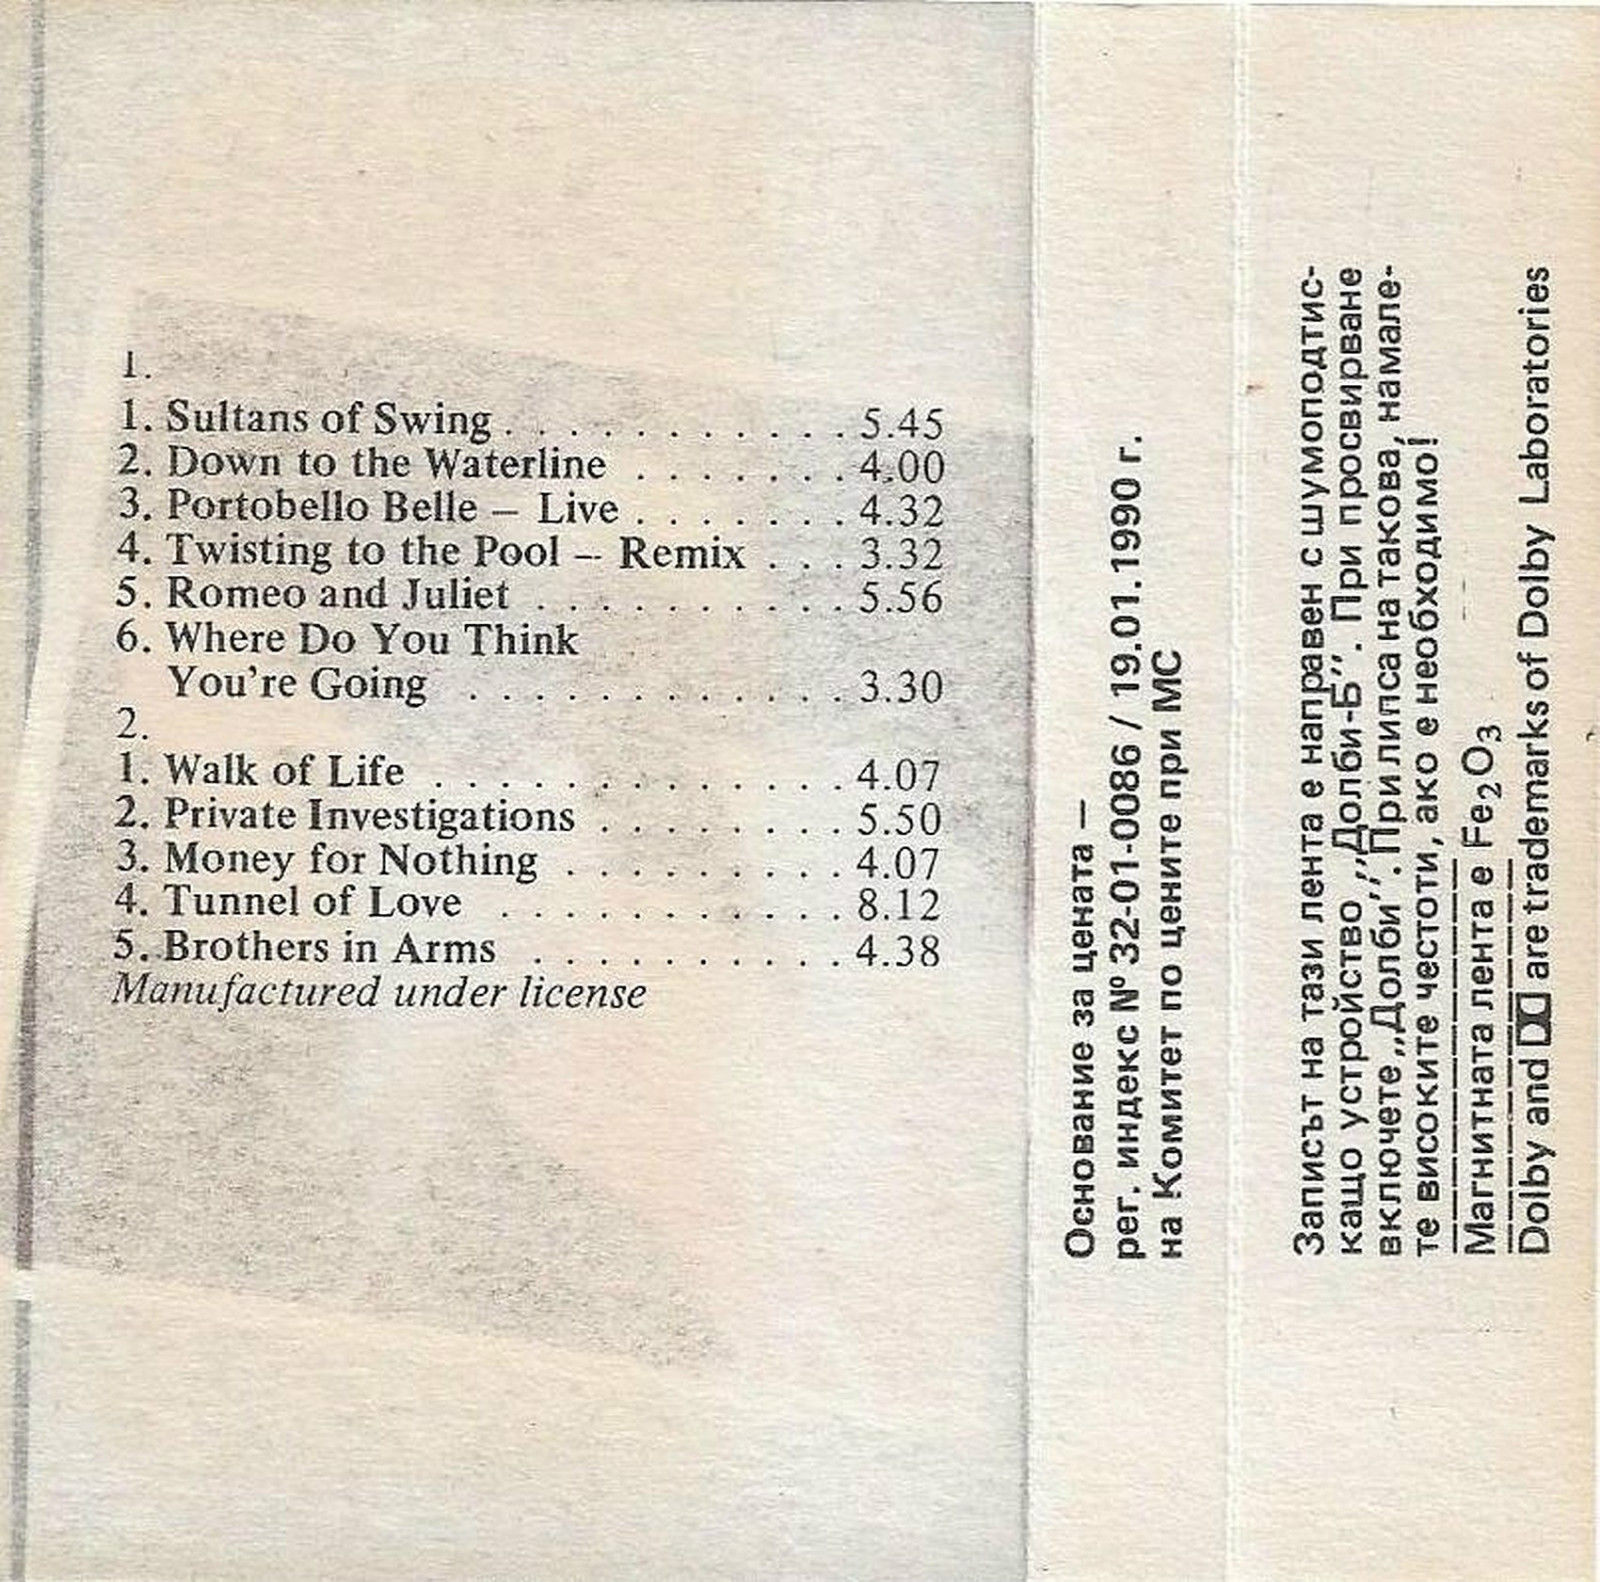 1.
1. Sultans of Swing . . . . . . . . . . . . 5.45
2. Down to the Waterline . . . . . . . 4.00
3. Portobello Belle – Live . . . . . . . 4.32
4. Twisting to the Pool – Remix . . . 3.32
5. Romeo and Juliet . . . . . . . . . . 5.56
6. Where Do You Think
You're Going . . . . . . . . . . . . 3.30
2.
1. Walk of Life . . . . . . . . . . . . . 4.07
2. Private Investigations . . . . . . . . 5.50
3. Money for Nothing . . . . . . . . . 4.07
4. Tunnel of Love . . . . . . . . . . . 8.12
5. Brothers in Arms . . . . . . . . . . 4.38
Manufactured under license
Основание за цената —
рег. индекс № 32-01-0086 / 19.01.1990 г.
на Комитет по цените при МС
Записът на тази лента е направен с шумоподтис-
кащо устройство „Долби-Б”. При просвирване
включете „Долби”. При липса на такова, намале-
те високите честоти, ако е необходимо!
Магнитната лента е Fe₂O₃
Dolby and are trademarks of Dolby Laboratories